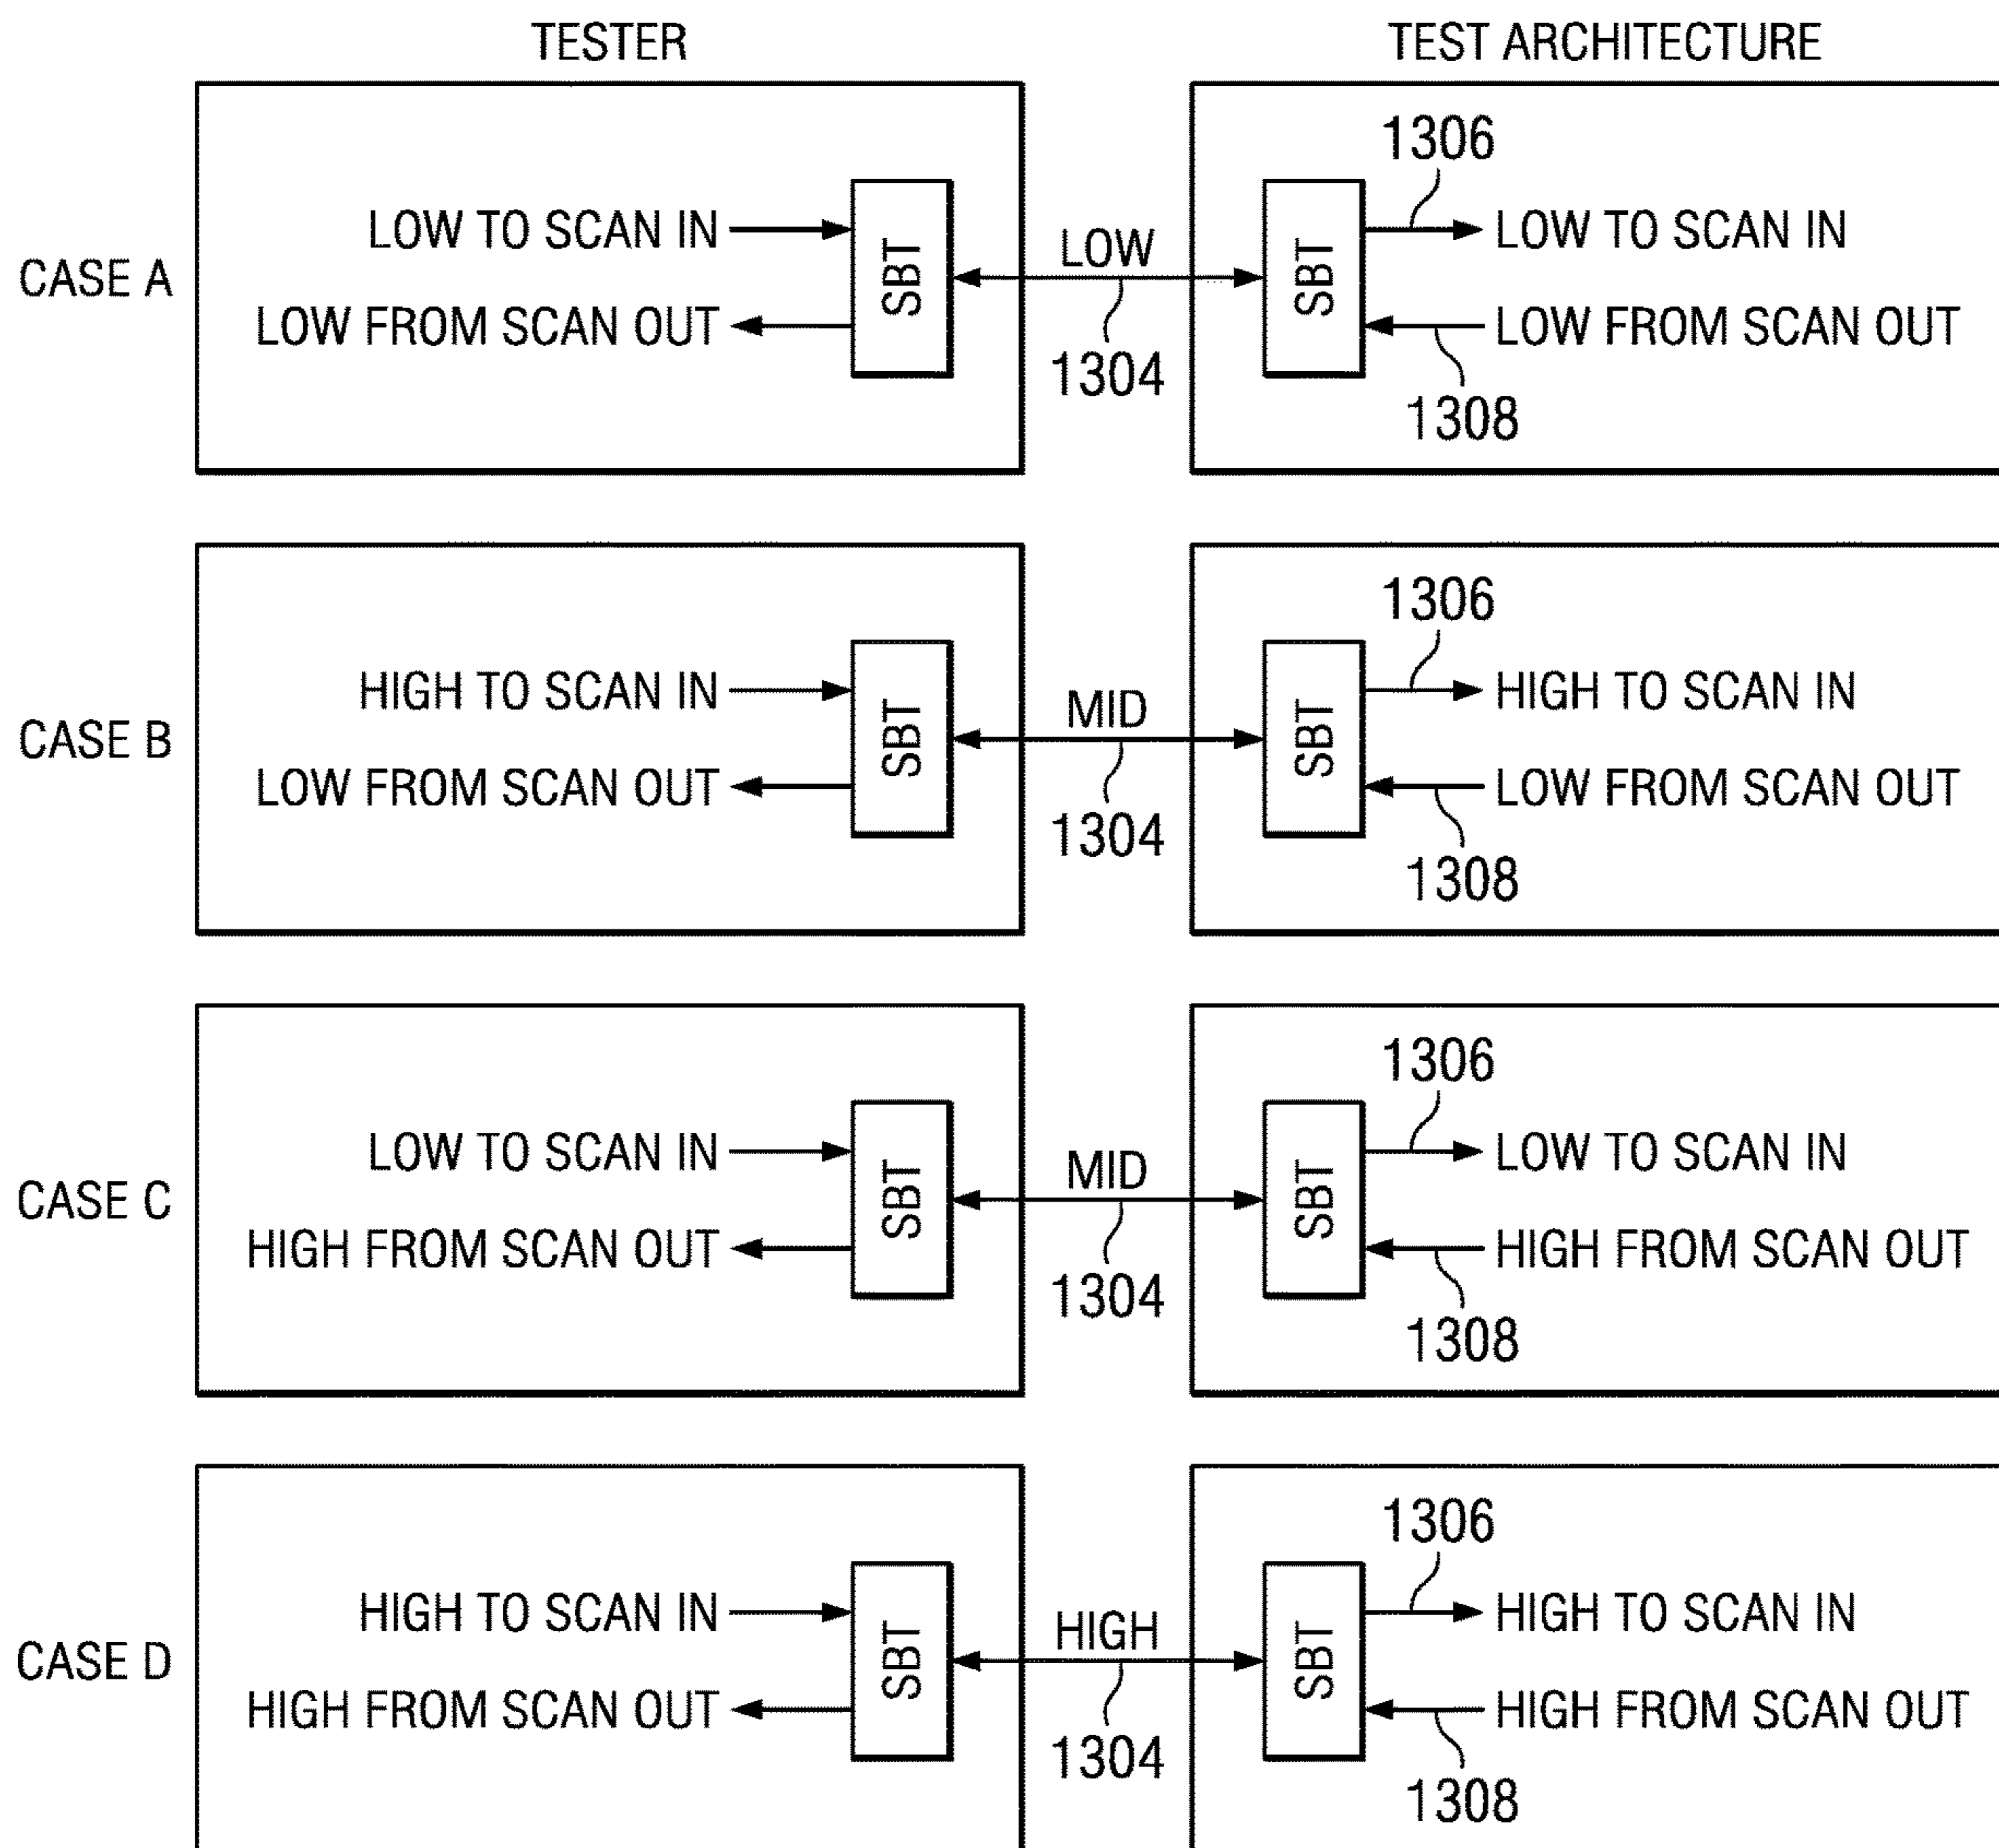 TESTER
TEST ARCHITECTURE
CASE A
LOW TO SCAN IN
LOW FROM SCAN OUT
SBT
LOW
1304
SBT
1306
LOW TO SCAN IN
LOW FROM SCAN OUT
1308
CASE B
HIGH TO SCAN IN
LOW FROM SCAN OUT
SBT
MID
1304
SBT
1306
HIGH TO SCAN IN
LOW FROM SCAN OUT
1308
CASE C
LOW TO SCAN IN
HIGH FROM SCAN OUT
SBT
MID
1304
SBT
1306
LOW TO SCAN IN
HIGH FROM SCAN OUT
1308
CASE D
HIGH TO SCAN IN
HIGH FROM SCAN OUT
SBT
HIGH
1304
SBT
1306
HIGH TO SCAN IN
HIGH FROM SCAN OUT
1308